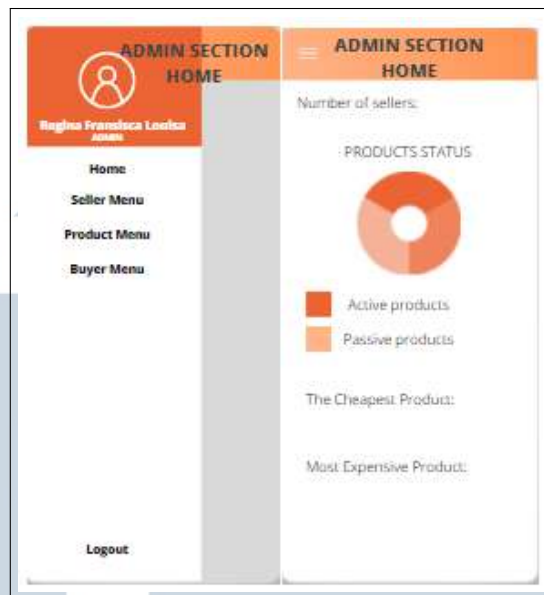 ADMIN SECTION
HOME
Regina Fransisca Louisa
ADMIN
Home
Seller Menu
Product Menu
Buyer Menu
Logout
ADMIN SECTION
HOME
Number of sellers:
PRODUCTS STATUS
Active products
Passive products
The Cheapest Product:
Most Expensive Product: